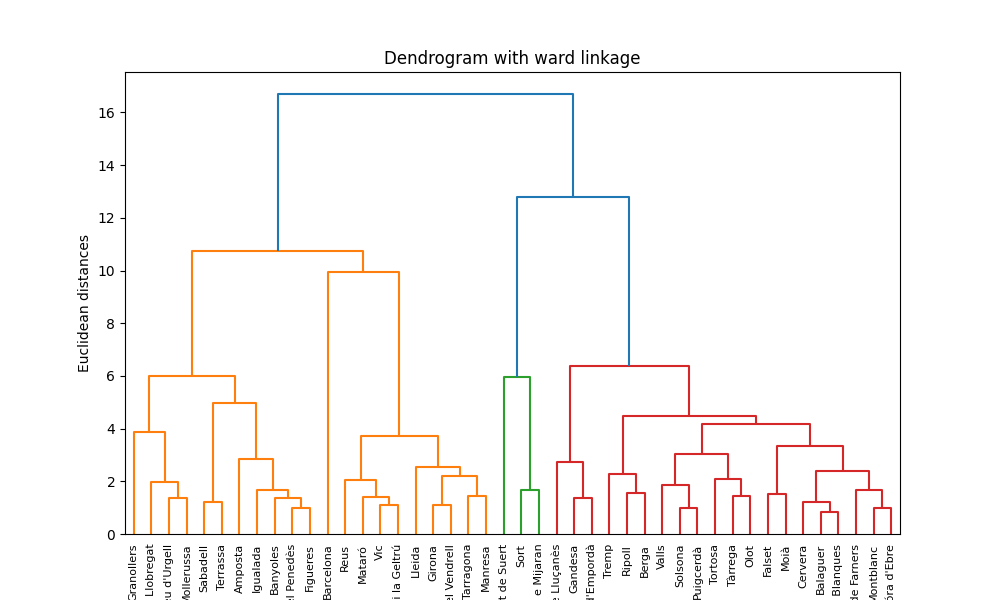 Dendrogram with ward linkage
Euclidean distances
16
14
12
10
8
6
4
2
0
Granollers
Llobregat
u d'Urgell
Mollerussa
Sabadell
Terrassa
Amposta
Igualada
Banyoles
el Penedès
Figueres
Barcelona
Reus
Mataró
Vic
i la Geltrú
Lleida
Girona
el Vendrell
Tarragona
Manresa
t de Suert
Sort
e Mijaran
e Lluçanès
Gandesa
d'Empordà
Tremp
Ripoll
Berga
Valls
Solsona
Puigcerdà
Tortosa
Tàrrega
Olot
Falset
Moià
Cervera
Balaguer
Blanques
de Farners
Montblanc
óra d'Ebre